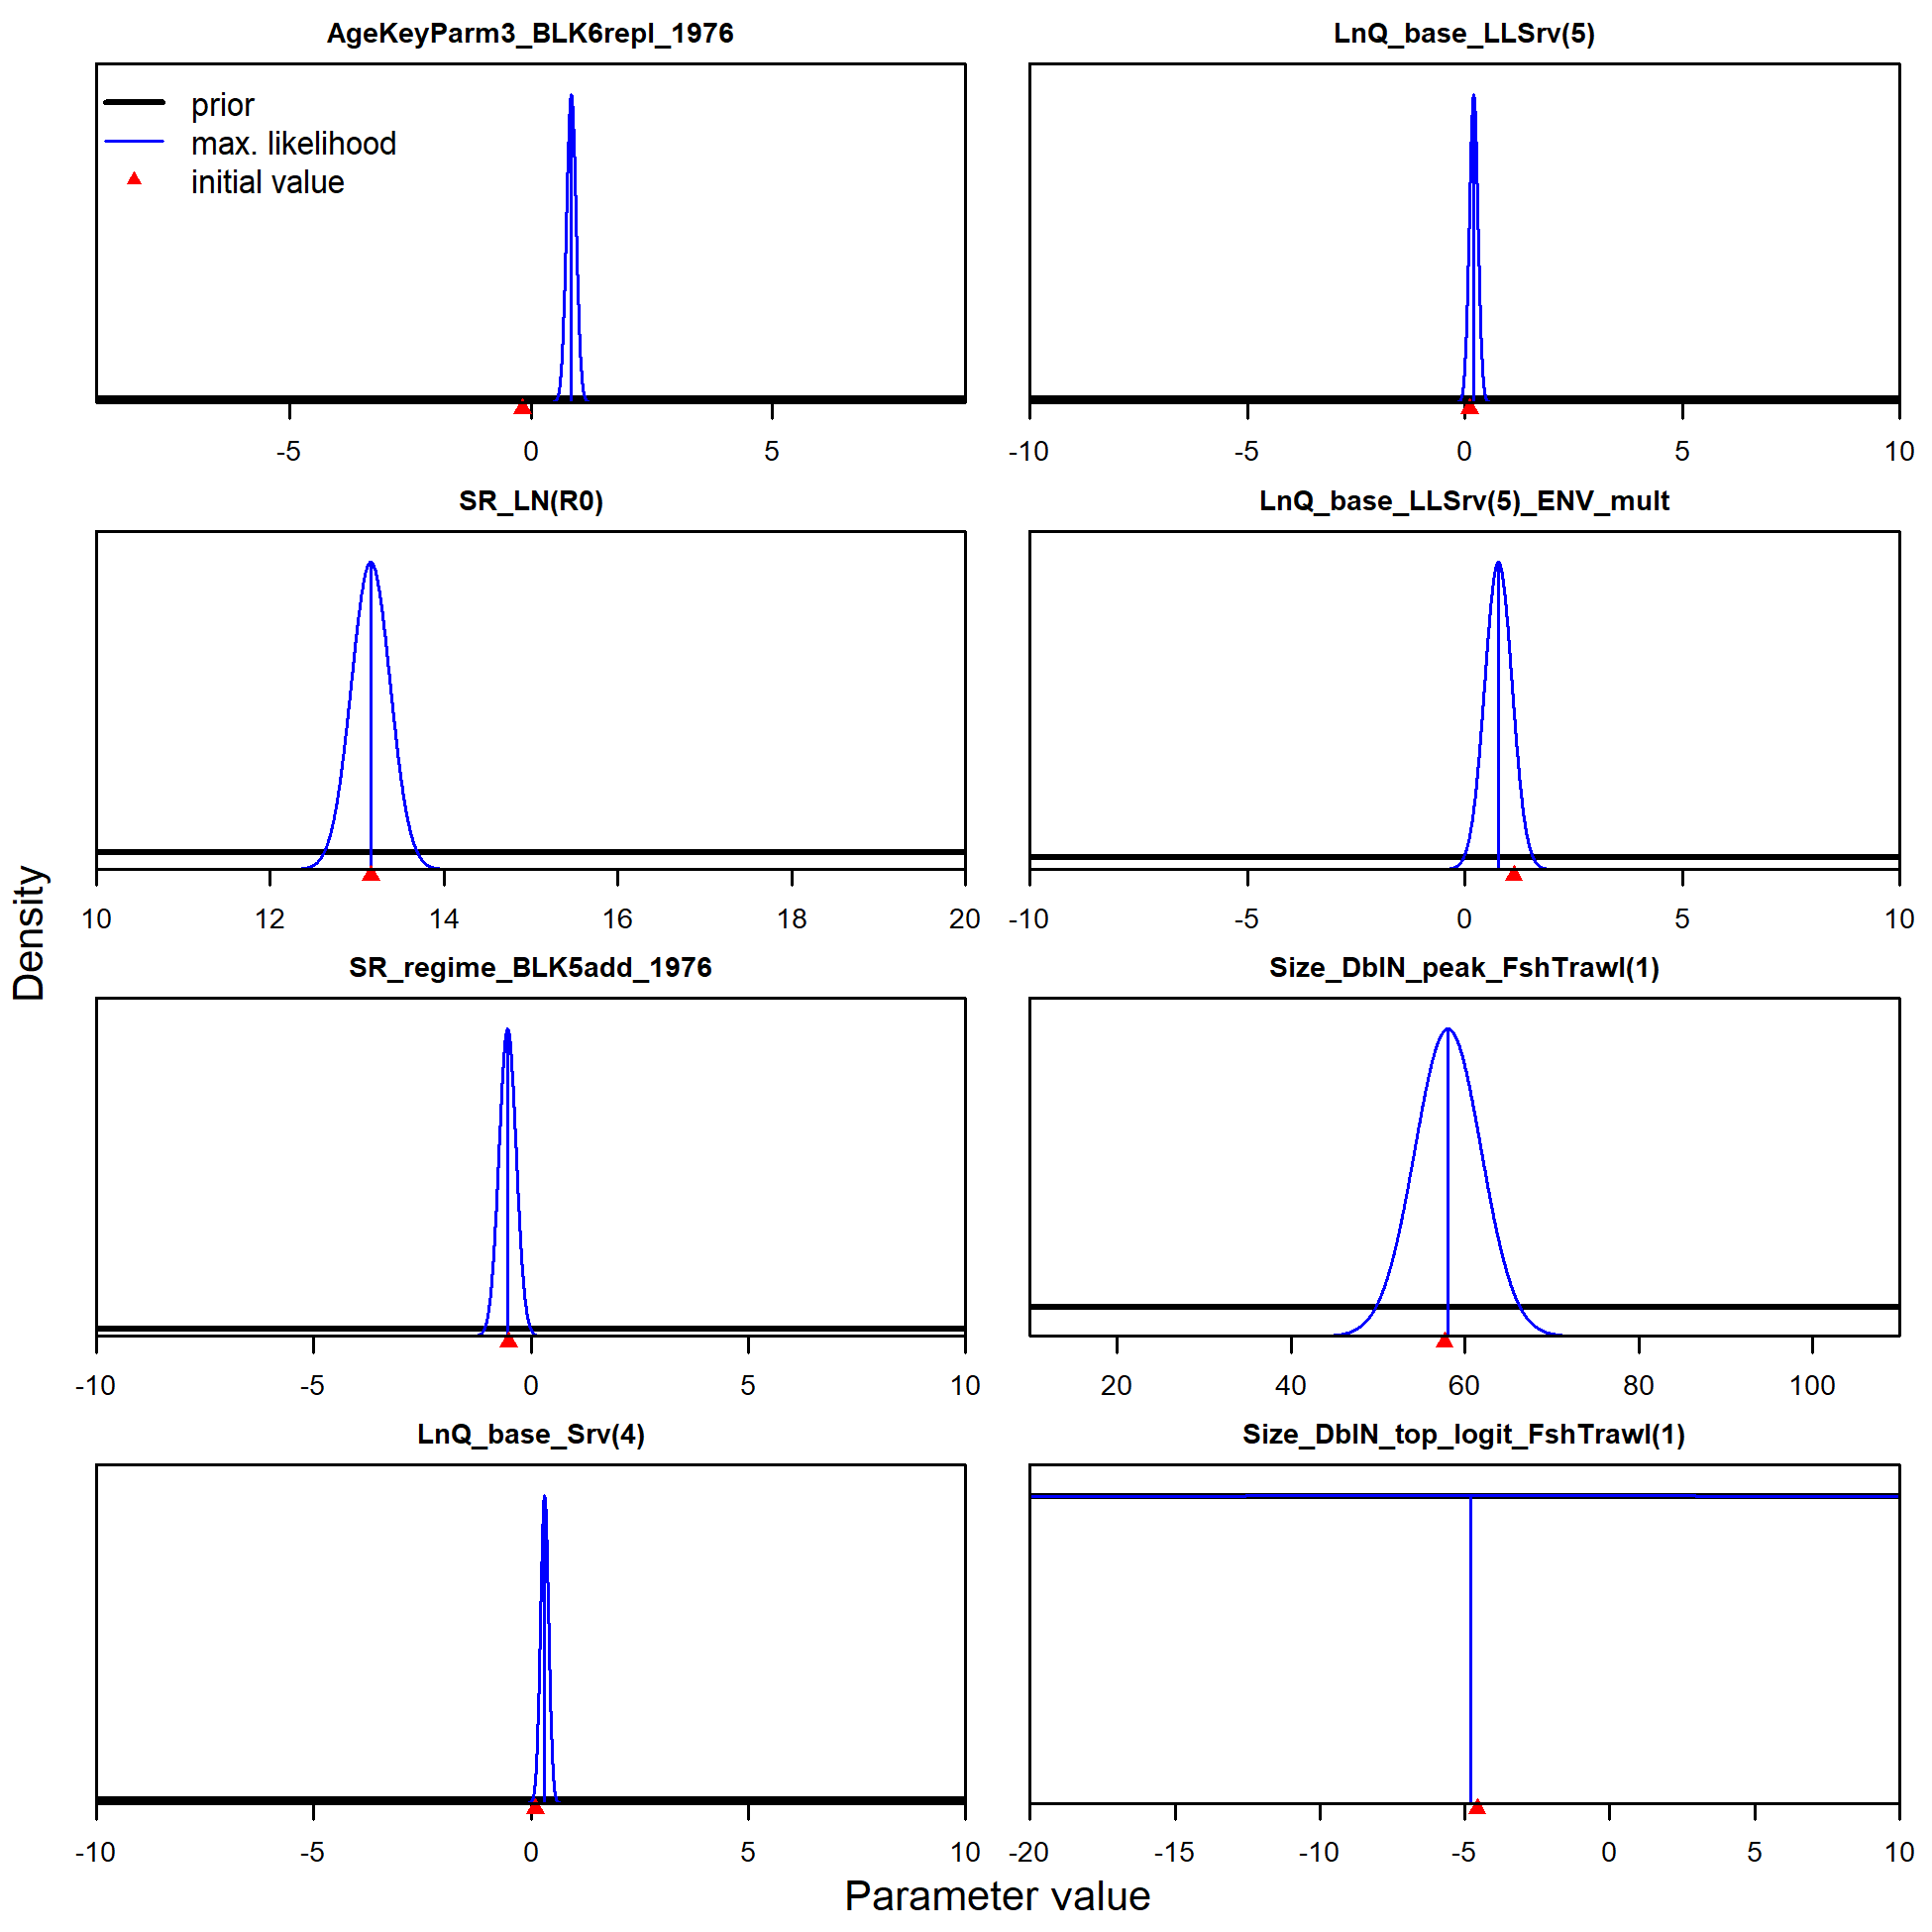 AgeKeyParm3_BLK6repl_1976
prior
max. likelihood
initial value
-5 0 5
LnQ_base_LLSrv(5)
-10 -5 0 5 10
SR_LN(R0)
10 12 14 16 18 20
LnQ_base_LLSrv(5)_ENV_mult
-10 -5 0 5 10
SR_regime_BLK5add_1976
-10 -5 0 5 10
Size_DblN_peak_FshTrawl(1)
20 40 60 80 100
LnQ_base_Srv(4)
-10 -5 0 5 10
Size_DblN_top_logit_FshTrawl(1)
-20 -15 -10 -5 0 5 10
Density
Parameter value